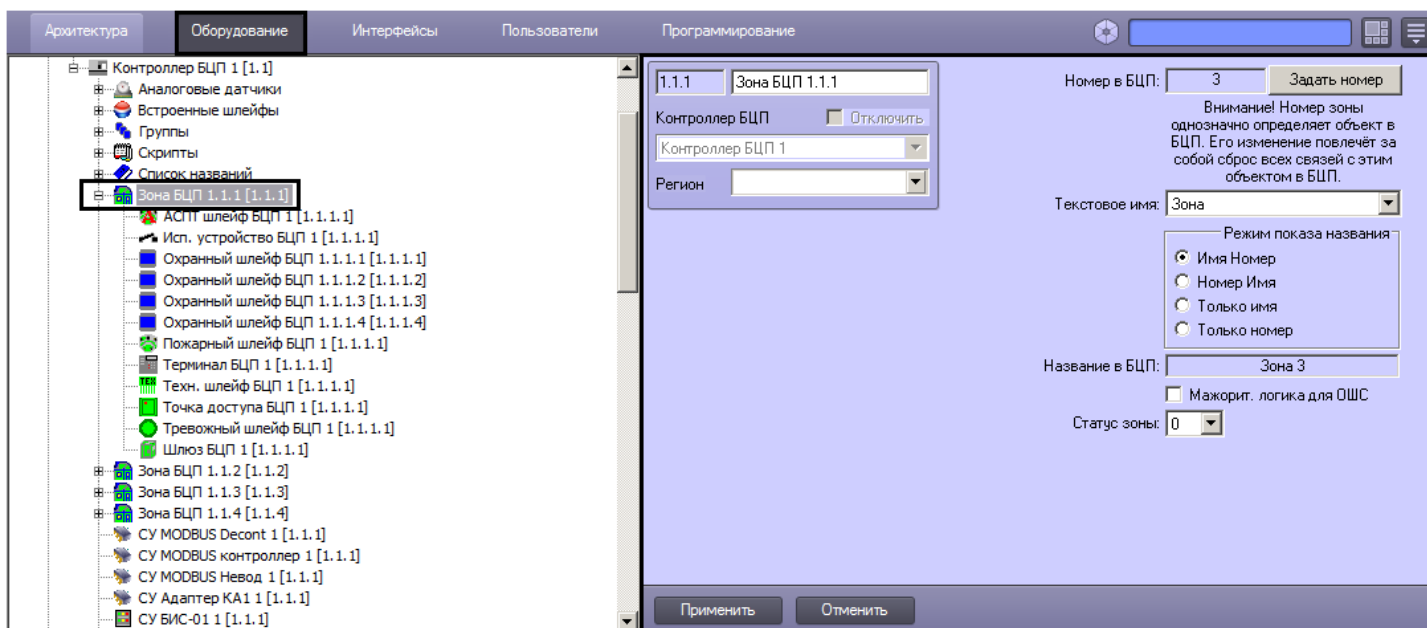 Архитектура Оборудование Интерфейсы Пользователи Программирование
Контроллер БЦП 1 [1.1]
Аналоговые датчики
Встроенные шлейфы
Группы
Скрипты
Список названий
Зона БЦП 1.1.1 [1.1.1]
АСПТ шлейф БЦП 1 [1.1.1.1]
Исп. устройство БЦП 1 [1.1.1.1]
Охранный шлейф БЦП 1.1.1.1 [1.1.1.1]
Охранный шлейф БЦП 1.1.1.2 [1.1.1.2]
Охранный шлейф БЦП 1.1.1.3 [1.1.1.3]
Охранный шлейф БЦП 1.1.1.4 [1.1.1.4]
Пожарный шлейф БЦП 1 [1.1.1.1]
Терминал БЦП 1 [1.1.1.1]
ТЕХ Техн. шлейф БЦП 1 [1.1.1.1]
Точка доступа БЦП 1 [1.1.1.1]
Тревожный шлейф БЦП 1 [1.1.1.1]
Шлюз БЦП 1 [1.1.1.1]
Зона БЦП 1.1.2 [1.1.2]
Зона БЦП 1.1.3 [1.1.3]
Зона БЦП 1.1.4 [1.1.4]
СУ MODBUS Decont 1 [1.1.1]
СУ MODBUS контроллер 1 [1.1.1]
СУ MODBUS Невод 1 [1.1.1]
СУ Адаптер КА1 1 [1.1.1]
СУ БИС-01 1 [1.1.1]
1.1.1 Зона БЦП 1.1.1
Контроллер БЦП Отключить
Контроллер БЦП 1
Регион
Номер в БЦП: 3 Задать номер
Внимание! Номер зоны
однозначно определяет объект в
БЦП. Его изменение повлечёт за
собой сброс всех связей с этим
объектом в БЦП.
Текстовое имя: Зона
Режим показа названия
Имя Номер
Номер Имя
Только имя
Только номер
Название в БЦП: Зона 3
Мажорит. логика для ОШС
Статус зоны: 0
Применить Отменить